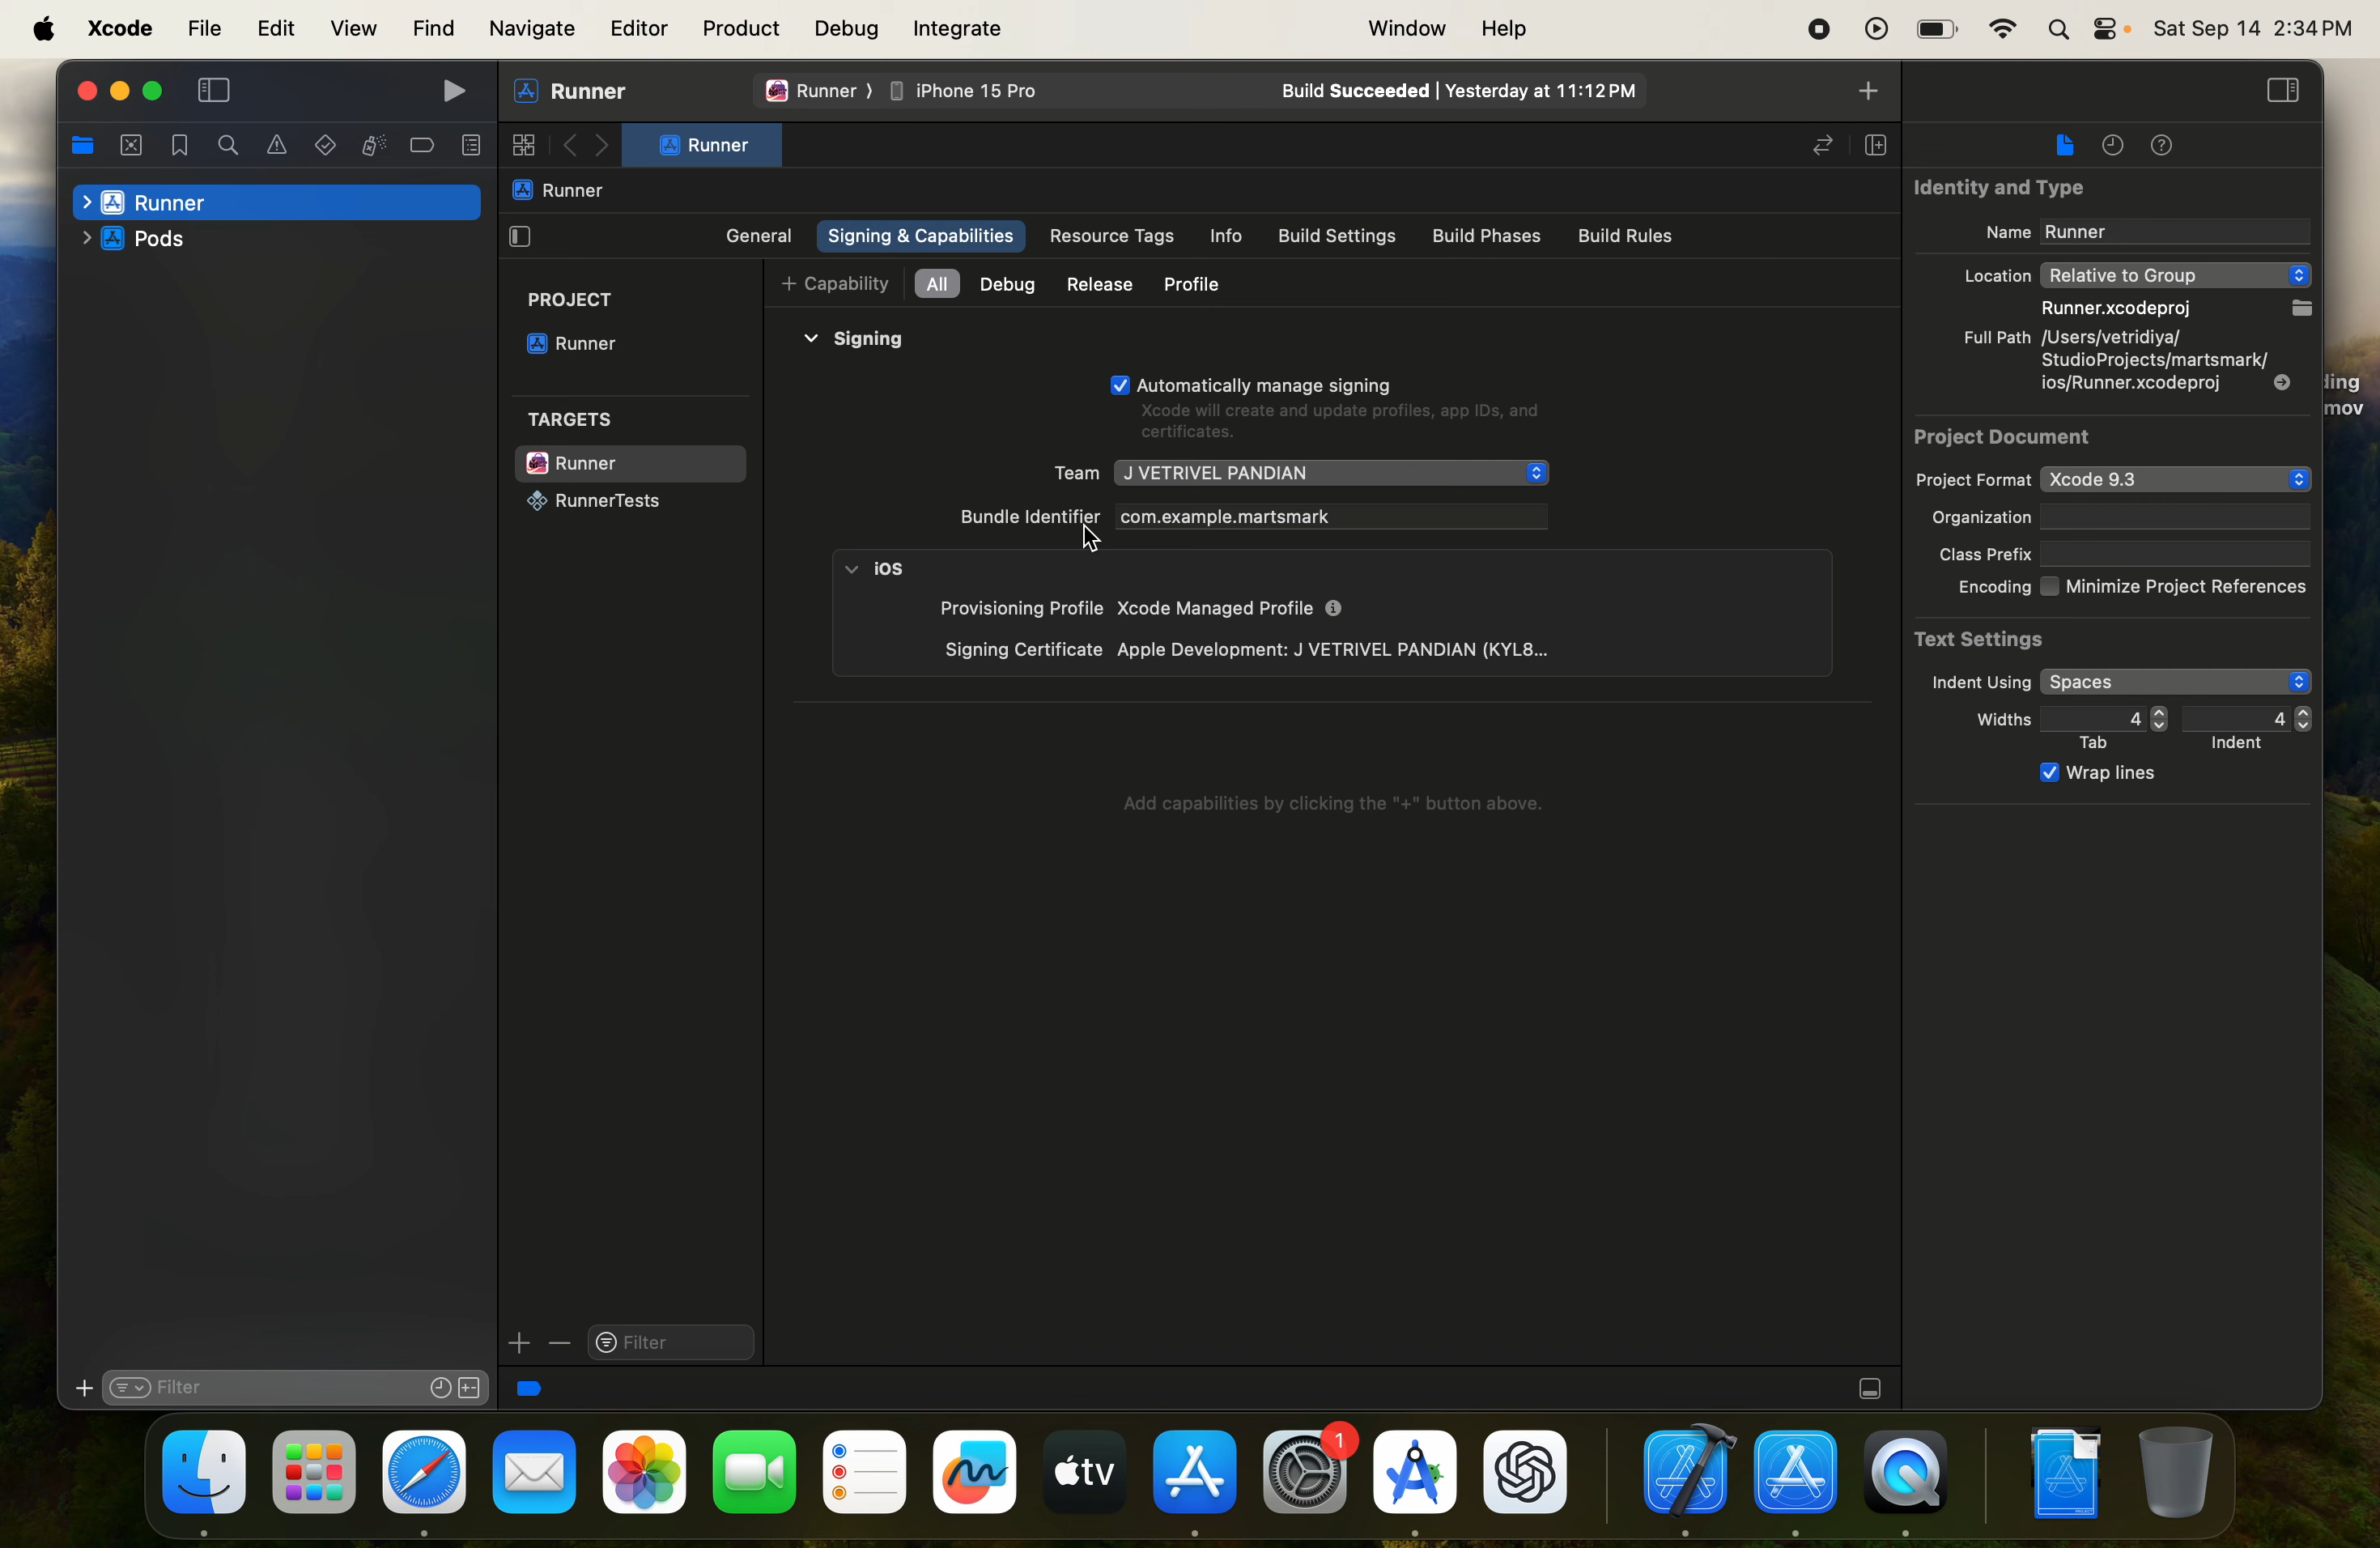 Xcode File Edit View Find Navigate Editor Product Debug Integrate Window Help Sat Sep 14 2:34 PM
Runner Runner iPhone 15 Pro Build Succeeded | Yesterday at 11:12 PM
Runner
Runner
Pods
Runner
General Signing & Capabilities Resource Tags Info Build Settings Build Phases Build Rules
PROJECT
Runner
TARGETS
Runner
RunnerTests
+ Capability All Debug Release Profile
Signing
Automatically manage signing
Xcode will create and update profiles, app IDs, and
certificates.
Team J VETRIVEL PANDIAN
Bundle Identifier com.example.martsmark
iOS
Provisioning Profile Xcode Managed Profile
Signing Certificate Apple Development: J VETRIVEL PANDIAN (KYL8...
Add capabilities by clicking the "+" button above.
Identity and Type
Name Runner
Location Relative to Group
Runner.xcodeproj
Full Path /Users/vetridiya/
StudioProjects/martsmark/
ios/Runner.xcodeproj
Project Document
Project Format Xcode 9.3
Organization
Class Prefix
Encoding Minimize Project References
Text Settings
Indent Using Spaces
Widths 4 4
Tab Indent
Wrap lines
ding
mov
Filter
Filter
tv
1
PROJECT